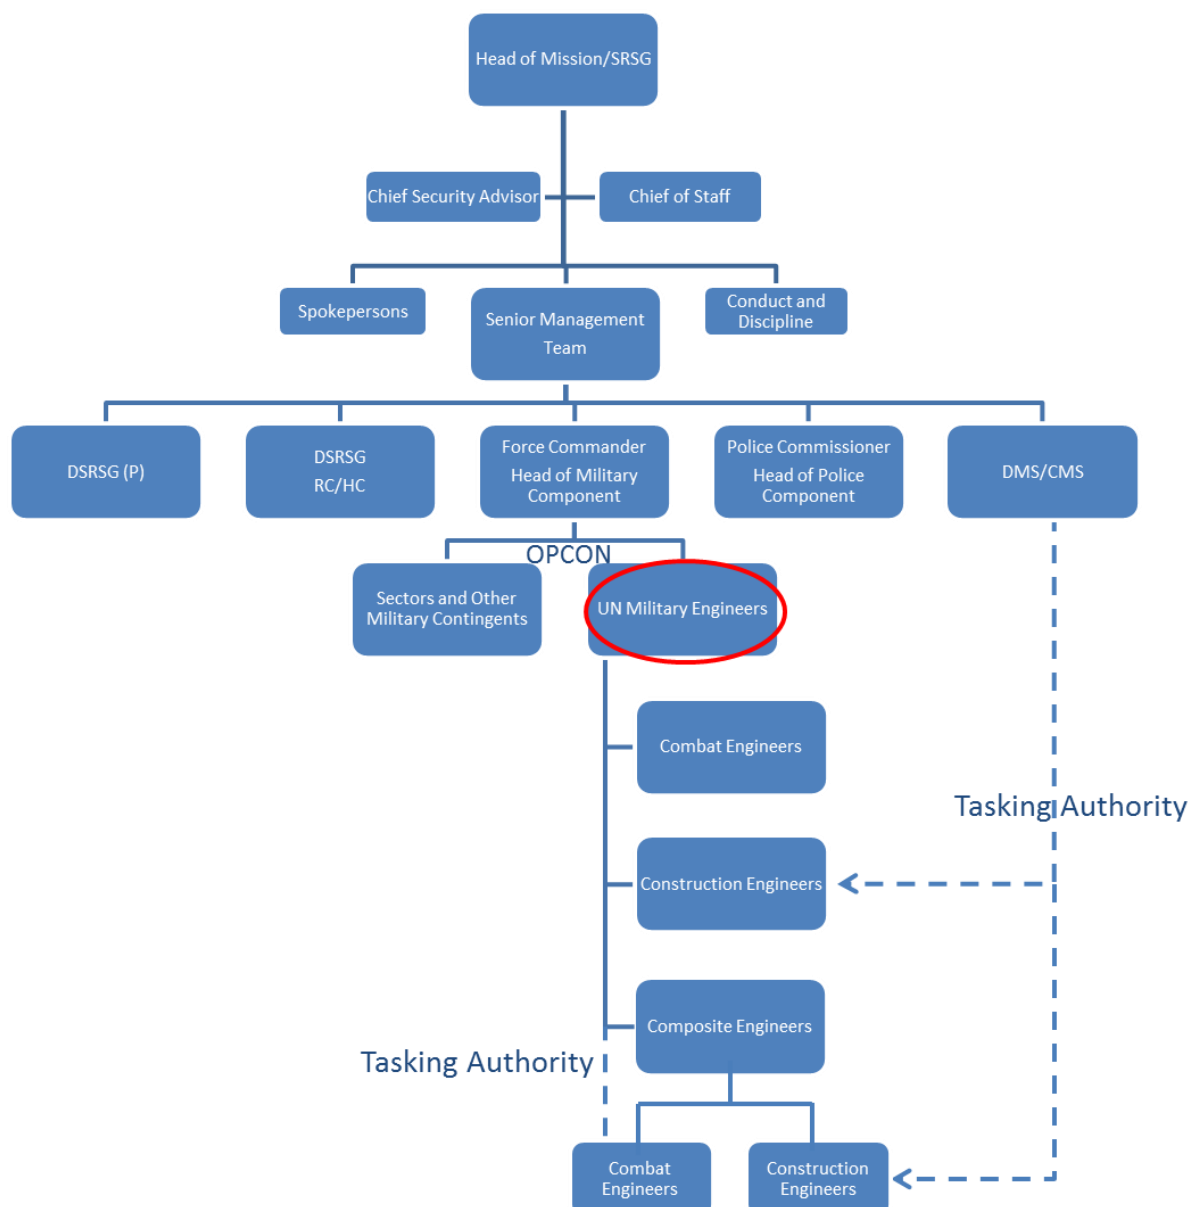 Head of Mission/SRSG
Chief Security Advisor
Chief of Staff
Spokepersons
Senior Management
Team
Conduct and
Discipline
DSRSG (P)
DSRSG
RC/HC
Force Commander
Head of Military
Component
Police Commissioner
Head of Police
Component
DMS/CMS
OPCON
Sectors and Other
Military Contingents
UN Military Engineers
Combat Engineers
Tasking Authority
Construction Engineers
Composite Engineers
Tasking Authority
Combat
Engineers
Construction
Engineers